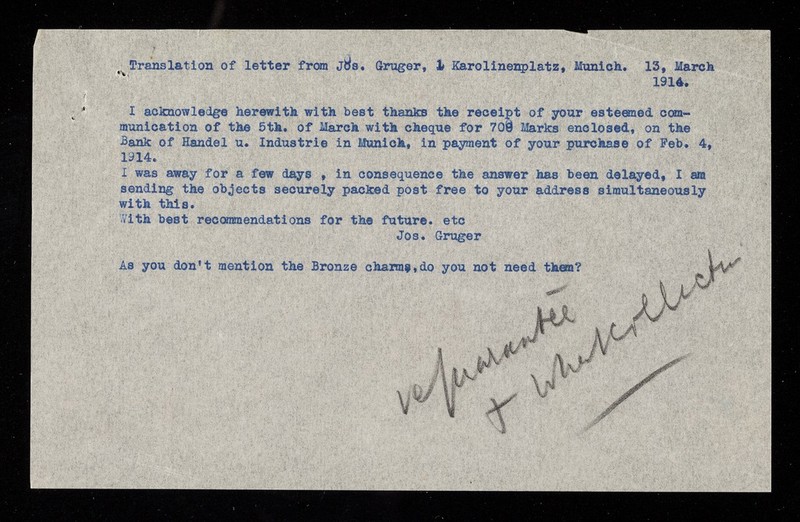 Translation of letter from Jos. Gruger, 1 Karolinenplatz, Munich. 13, March
1914.
I acknowledge herewith with best thanks the receipt of your esteemed com-
munication of the 5th. of March with cheque for 700 Marks enclosed, on the
Bank of Handel u. Industrie in Munich, in payment of your purchase of Feb. 4,
1914.
I was away for a few days , in consequence the answer has been delayed, I am
sending the objects securely packed post free to your address simultaneously
with this.
With best recommendations for the future. etc
Jos. Gruger
As you don't mention the Bronze charms,do you not need them?
re guarantee
+ what collector